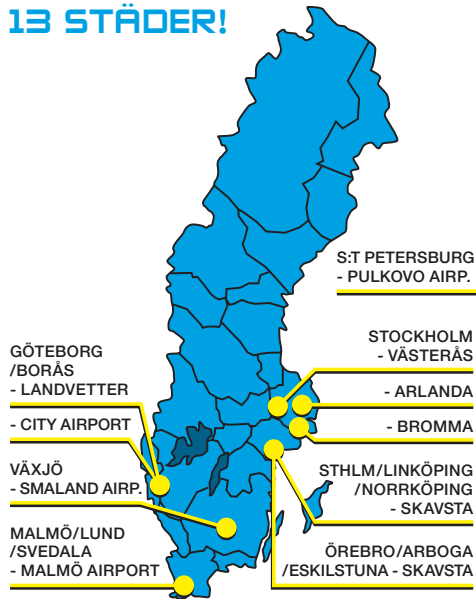 13 STÄDER!
S:T PETERSBURG
- PULKOVO AIRP.
STOCKHOLM
- VÄSTERÅS
- ARLANDA
- BROMMA
STHLM/LINKÖPING
/NORRKÖPING
- SKAVSTA
ÖREBRO/ARBOGA
/ESKILSTUNA - SKAVSTA
GÖTEBORG
/BORÅS
- LANDVETTER
- CITY AIRPORT
VÄXJÖ
- SMALAND AIRP.
MALMÖ/LUND
/SVEDALA
- MALMÖ AIRPORT